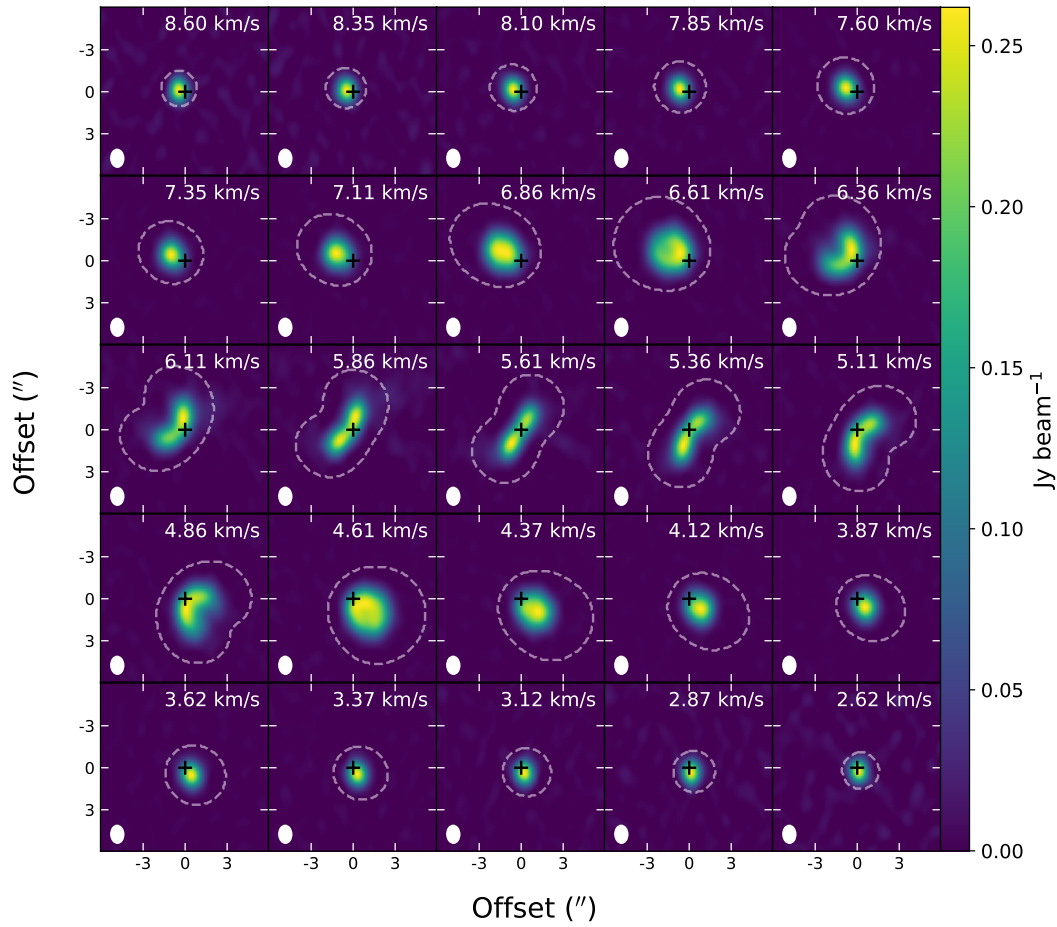 8.60 km/s 8.35 km/s 8.10 km/s 7.85 km/s 7.60 km/s
0.25
-3
0
3
0.20
7.35 km/s 7.11 km/s 6.86 km/s 6.61 km/s 6.36 km/s
-3
0
3
0.15
6.11 km/s 5.86 km/s 5.61 km/s 5.36 km/s 5.11 km/s
-3
0
3
Offset (″)
Jy beam⁻¹
0.10
4.86 km/s 4.61 km/s 4.37 km/s 4.12 km/s 3.87 km/s
-3
0
3
0.05
3.62 km/s 3.37 km/s 3.12 km/s 2.87 km/s 2.62 km/s
-3
0
3
0.00
-3 0 3 -3 0 3 -3 0 3 -3 0 3 -3 0 3
Offset (″)